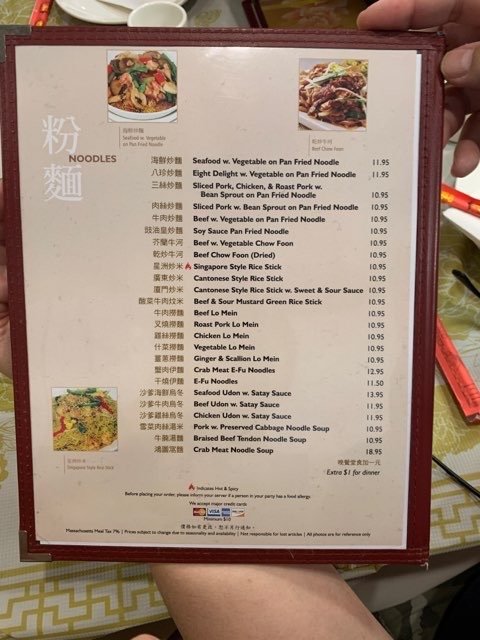 粉
麵
NOODLES
海鮮炒麵
Seafood w. Vegetable
on Pan Fried Noodle
乾炒牛河
Beef Chow Foon
海鮮炒麵 Seafood w. Vegetable on Pan Fried Noodle 11.95
八珍炒麵 Eight Delight w. Vegetable on Pan Fried Noodle 11.95
三絲炒麵 Sliced Pork, Chicken, & Roast Pork w.
Bean Sprout on Pan Fried Noodle 10.95
肉絲炒麵 Sliced Pork w. Bean Sprout on Pan Fried Noodle 10.95
牛肉炒麵 Beef w. Vegetable on Pan Fried Noodle 10.95
豉油皇炒麵 Soy Sauce Pan Fried Noodle 10.95
芥蘭牛河 Beef w. Vegetable Chow Foon 10.95
乾炒牛河 Beef Chow Foon (Dried) 10.95
星洲炒米 Singapore Style Rice Stick 10.95
廣東炒米 Cantonese Style Rice Stick 10.95
廈門炒米 Cantonese Style Rice Stick w. Sweet & Sour Sauce 10.95
酸菜牛肉炆米 Beef & Sour Mustard Green Rice Stick 10.95
牛肉撈麵 Beef Lo Mein 10.95
叉燒撈麵 Roast Pork Lo Mein 10.95
雞絲撈麵 Chicken Lo Mein 10.95
什菜撈麵 Vegetable Lo Mein 10.95
薑蔥撈麵 Ginger & Scallion Lo Mein 10.95
蟹肉伊麵 Crab Meat E-Fu Noodles 12.95
干燒伊麵 E-Fu Noodles 11.50
沙爹海鮮烏冬 Seafood Udon w. Satay Sauce 13.95
沙爹牛肉烏冬 Beef Udon w. Satay Sauce 11.95
沙爹雞絲烏冬 Chicken Udon w. Satay Sauce 11.95
雪菜肉絲湯米 Pork w. Preserved Cabbage Noodle Soup 10.95
牛腩湯麵 Braised Beef Tendon Noodle Soup 10.95
鴻圖窩麵 Crab Meat Noodle Soup 18.95
晚餐堂食加一元
Extra $1 for dinner
Singapore Style Rice Stick
Indicates Hot & Spicy
Before placing your order, please inform your server if a person in your party has a food allergy.
We accept major credit cards
VISA
Minimum $10
價格如有更改，恕不另行通知。
Massachusetts Meal Tax 7% | Prices subject to change due to seasonality and availability | Not responsible for lost articles | All photos are for reference only